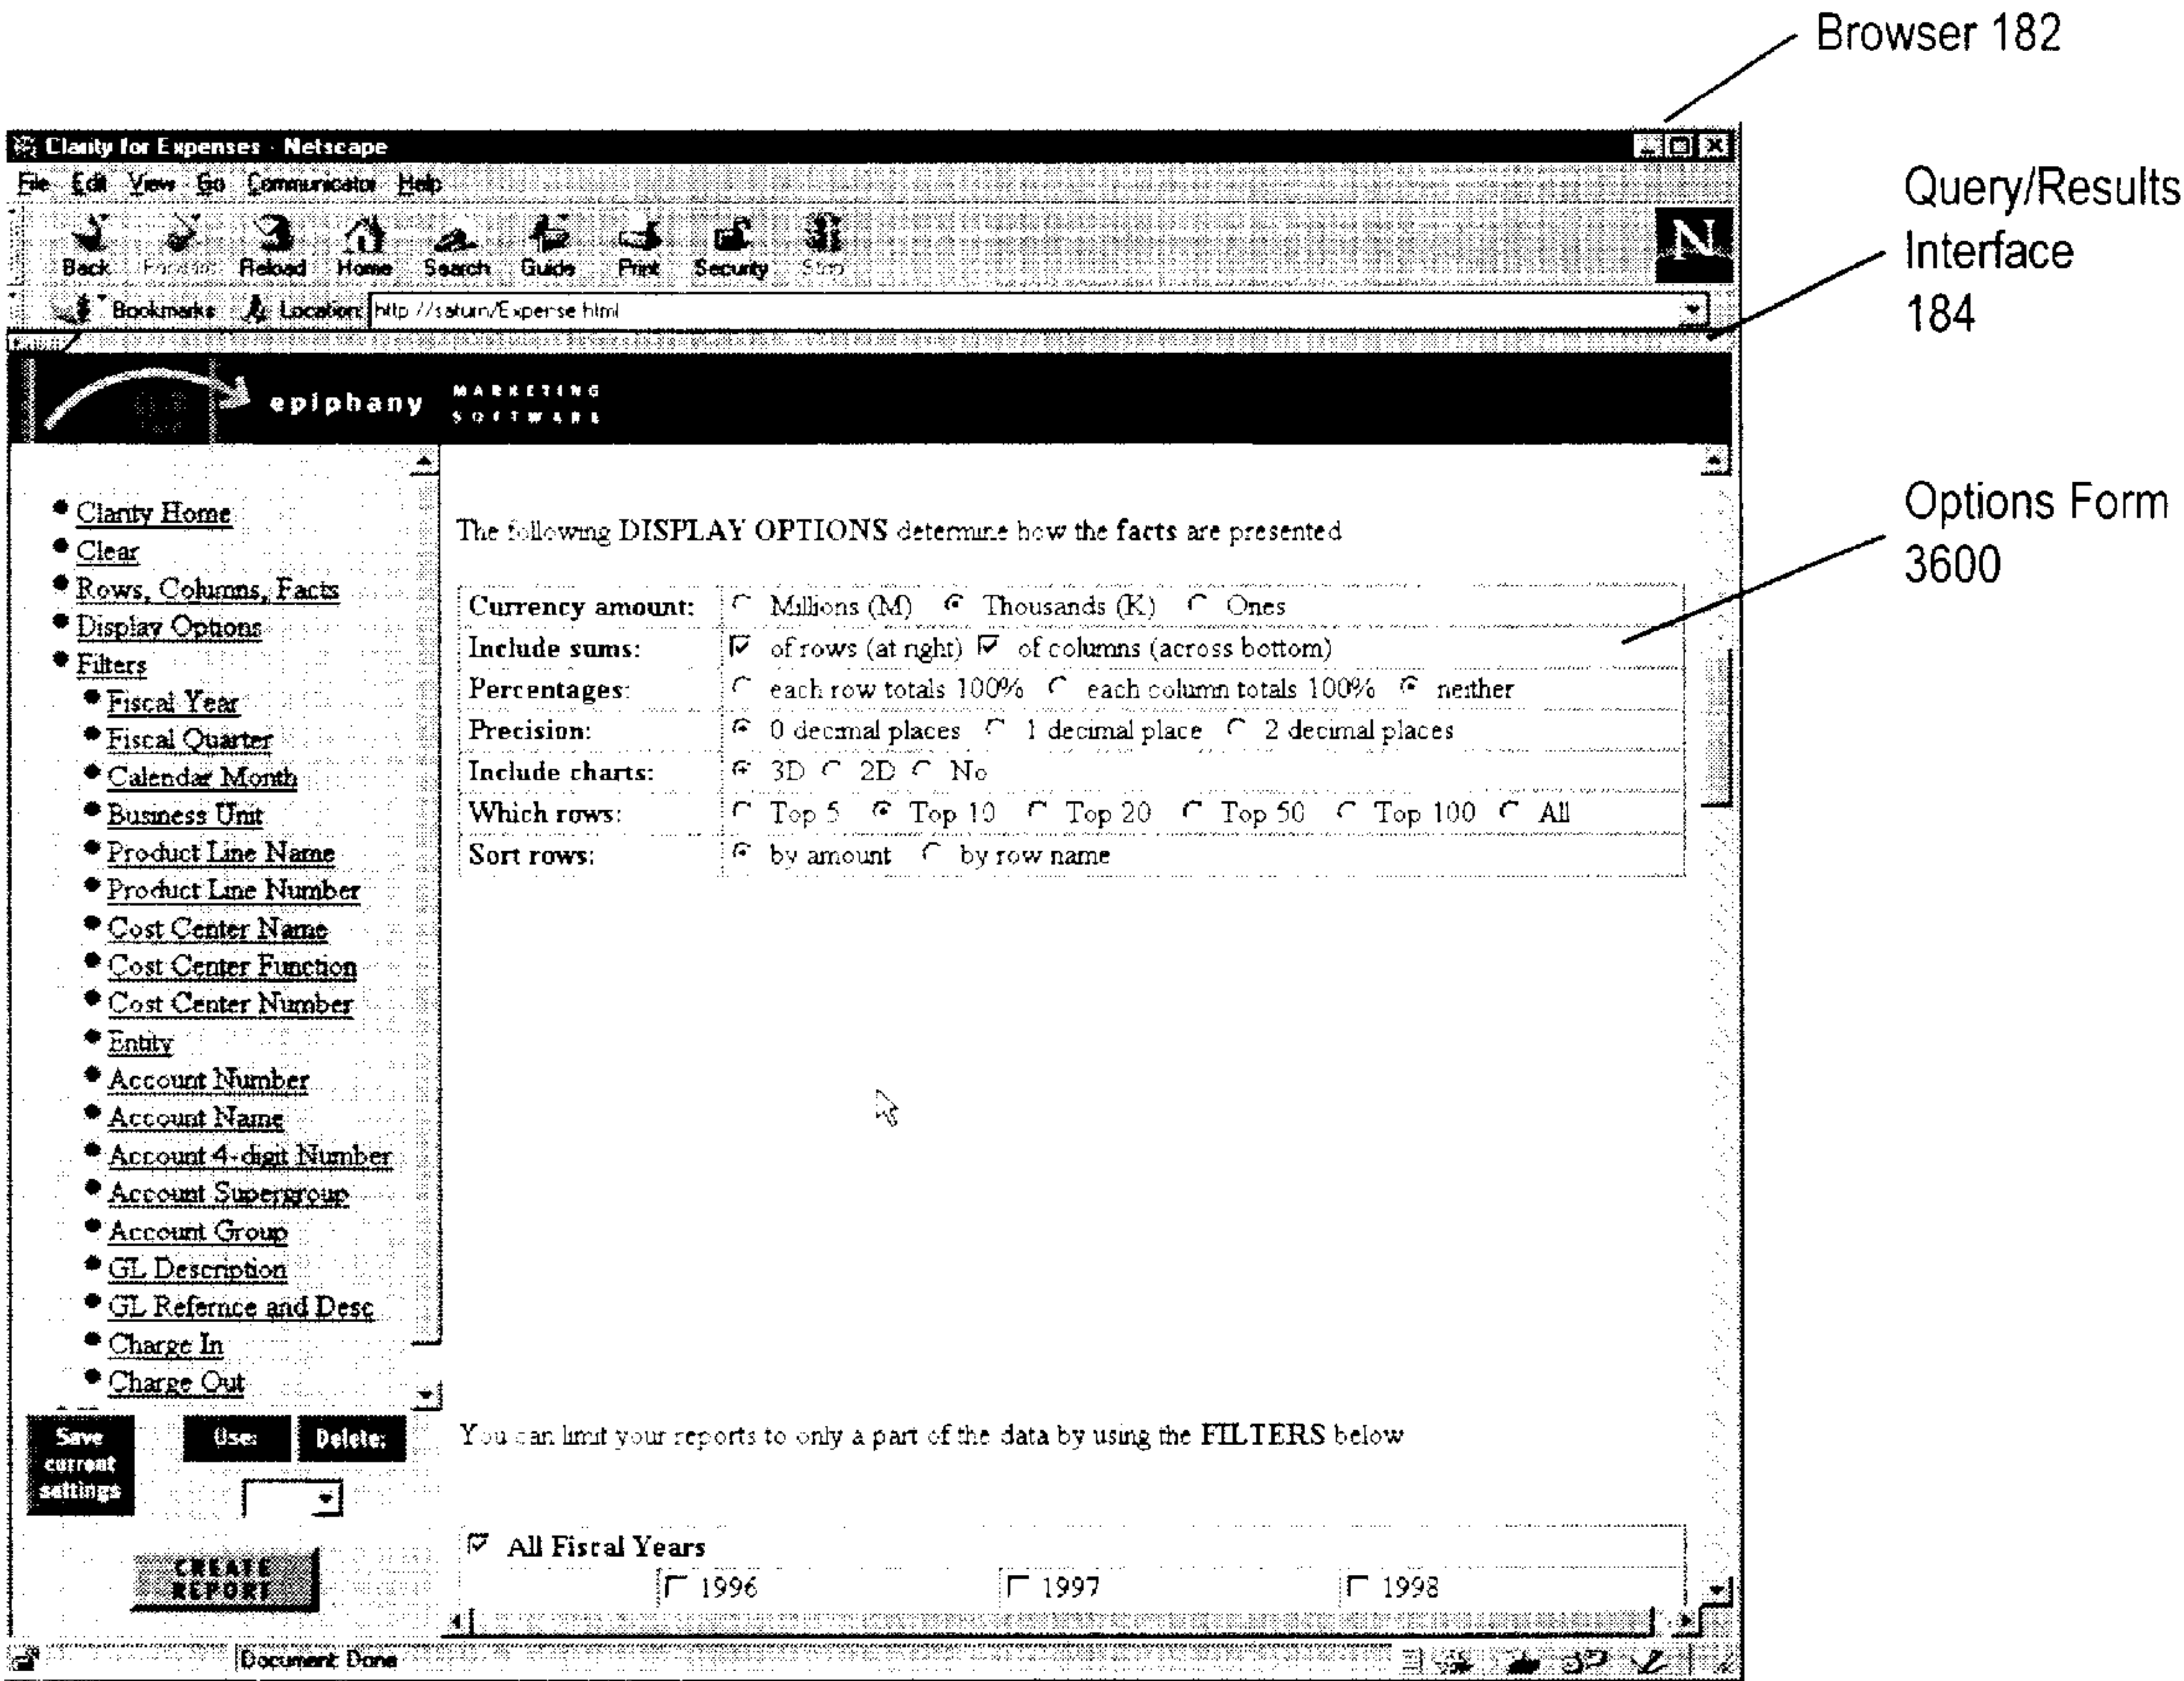 Browser 182
Clarity for Expenses - Netscape
File Edit View Go Communicator Help
Query/Results
Interface
184
Back Forward Reload Home Search Guide Print Security Stop
N
Bookmarks Location: http://saturn/Expense.html
epiphany MARKETING SOFTWARE
Options Form
3600
Clarity Home
Clear
Rows, Columns, Facts
Display Options
Filters
Fiscal Year
Fiscal Quarter
Calendar Month
Business Unit
Product Line Name
Product Line Number
Cost Center Name
Cost Center Function
Cost Center Number
Entity
Account Number
Account Name
Account 4-digit Number
Account Supergroup
Account Group
GL Description
GL Refernce and Desc
Charge In
Charge Out
Save current settings
Use:
Delete:
CREATE REPORT
The following DISPLAY OPTIONS determine how the facts are presented
Currency amount: Millions (M) Thousands (K) Ones
Include sums: of rows (at right) of columns (across bottom)
Percentages: each row totals 100% each column totals 100% neither
Precision: 0 decimal places 1 decimal place 2 decimal places
Include charts: 3D 2D No
Which rows: Top 5 Top 10 Top 20 Top 50 Top 100 All
Sort rows: by amount by row name
You can limit your reports to only a part of the data by using the FILTERS below
All Fiscal Years
1996 1997 1998
Document: Done